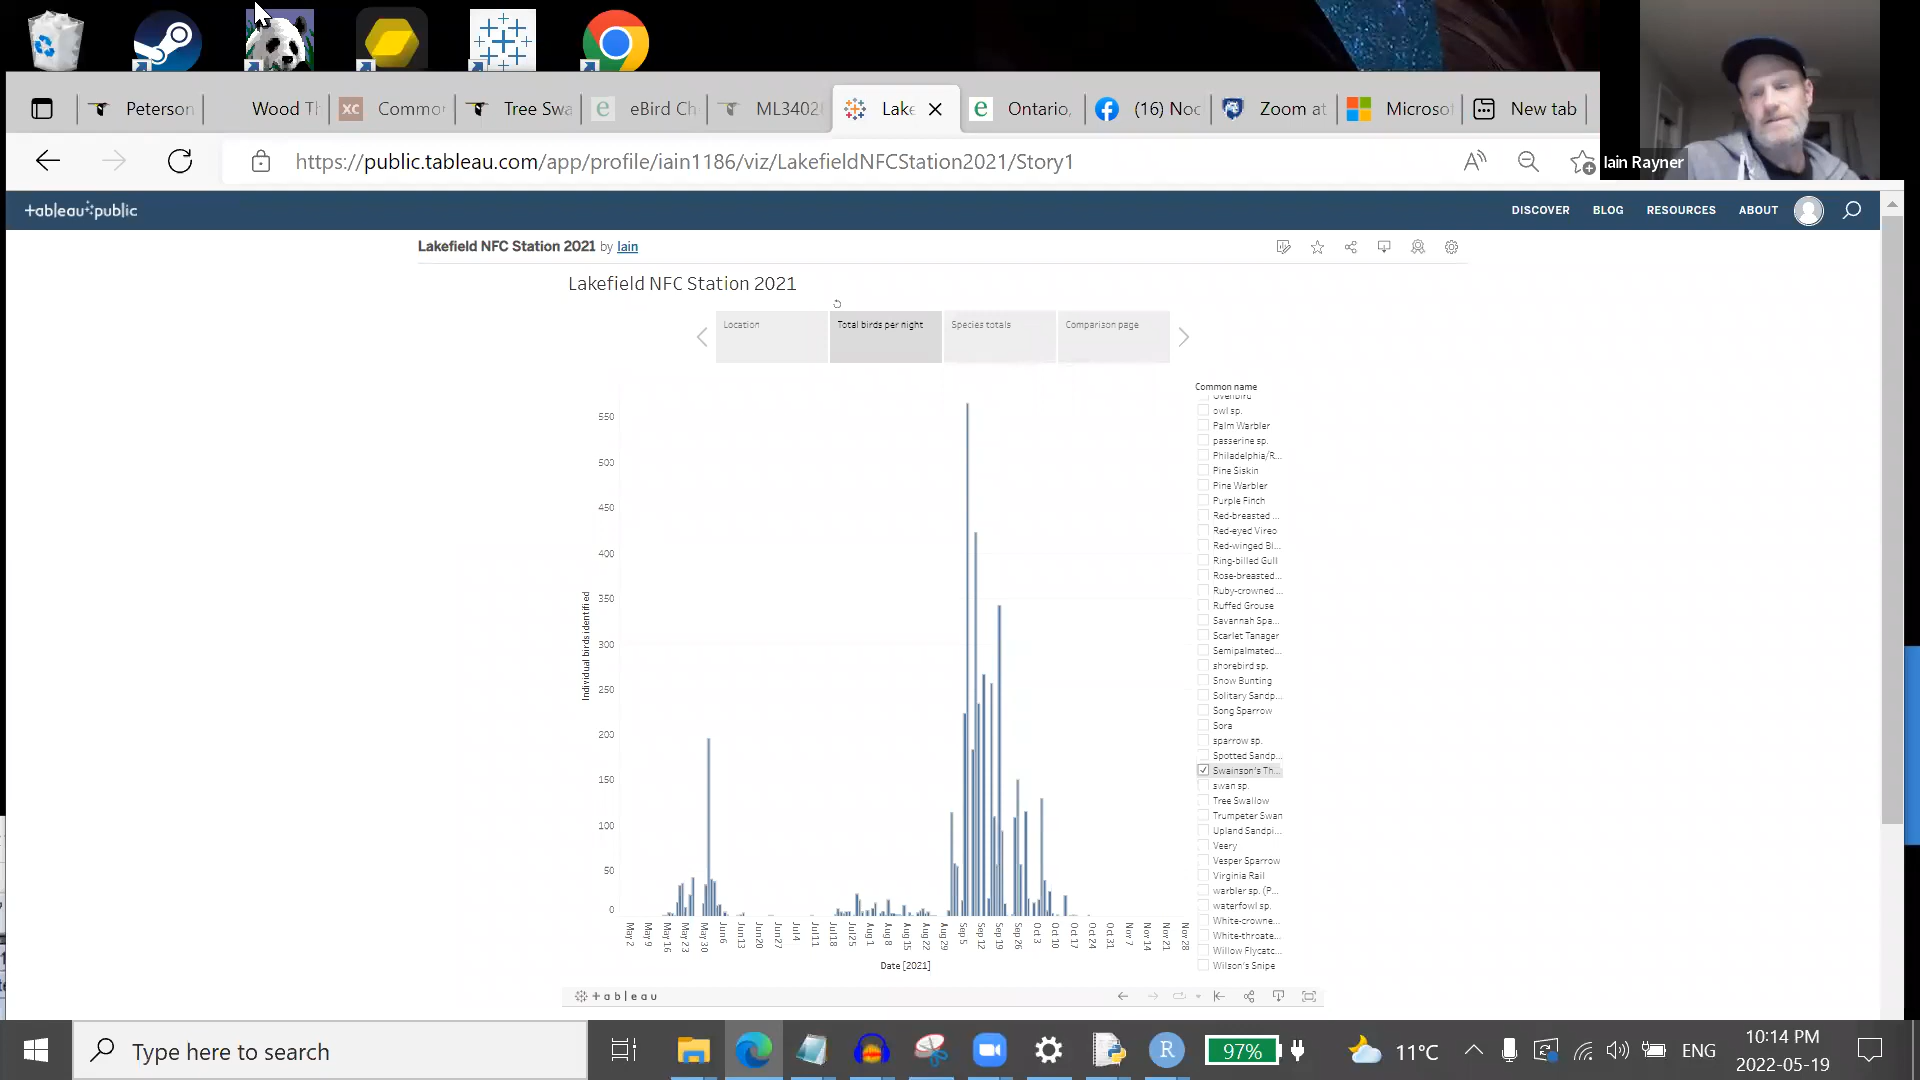 Peterson
Wood Th
XC Commor
Tree Swa
eBird Ch
ML3402
Lake
Ontario,
(16) Noc
Zoom at
Microso
New tab
https://public.tableau.com/app/profile/iain1186/viz/LakefieldNFCStation2021/Story1
Iain Rayner
+ableau public
DISCOVER BLOG RESOURCES ABOUT
Lakefield NFC Station 2021 by Iain
Lakefield NFC Station 2021
Location
Total birds per night
Species totals
Comparison page
Common name
Ovenbird
owl sp.
Palm Warbler
passerine sp.
Philadelphia/R...
Pine Siskin
Pine Warbler
Purple Finch
Red-breasted ...
Red-eyed Vireo
Red-winged Bl...
Ring-billed Gull
Rose-breasted...
Ruby-crowned ...
Ruffed Grouse
Savannah Spa...
Scarlet Tanager
Semipalmated...
shorebird sp.
Snow Bunting
Solitary Sandp...
Song Sparrow
Sora
sparrow sp.
Spotted Sandp...
Swainson's Th...
swan sp.
Tree Swallow
Trumpeter Swan
Upland Sandpi...
Veery
Vesper Sparrow
Virginia Rail
warbler sp. (P...
waterfowl sp.
White-crowne...
White-throate...
Willow Flycatc...
Wilson's Snipe
Individual birds identified
550
500
450
400
350
300
250
200
150
100
50
0
May 2
May 9
May 16
May 23
May 30
Jun 6
Jun 13
Jun 20
Jun 27
Jul 4
Jul 11
Jul 18
Jul 25
Aug 1
Aug 8
Aug 15
Aug 22
Aug 29
Sep 5
Sep 12
Sep 19
Sep 26
Oct 3
Oct 10
Oct 17
Oct 24
Oct 31
Nov 7
Nov 14
Nov 21
Nov 28
Date [2021]
+ableau
Type here to search
R
97%
11°C
ENG
10:14 PM
2022-05-19